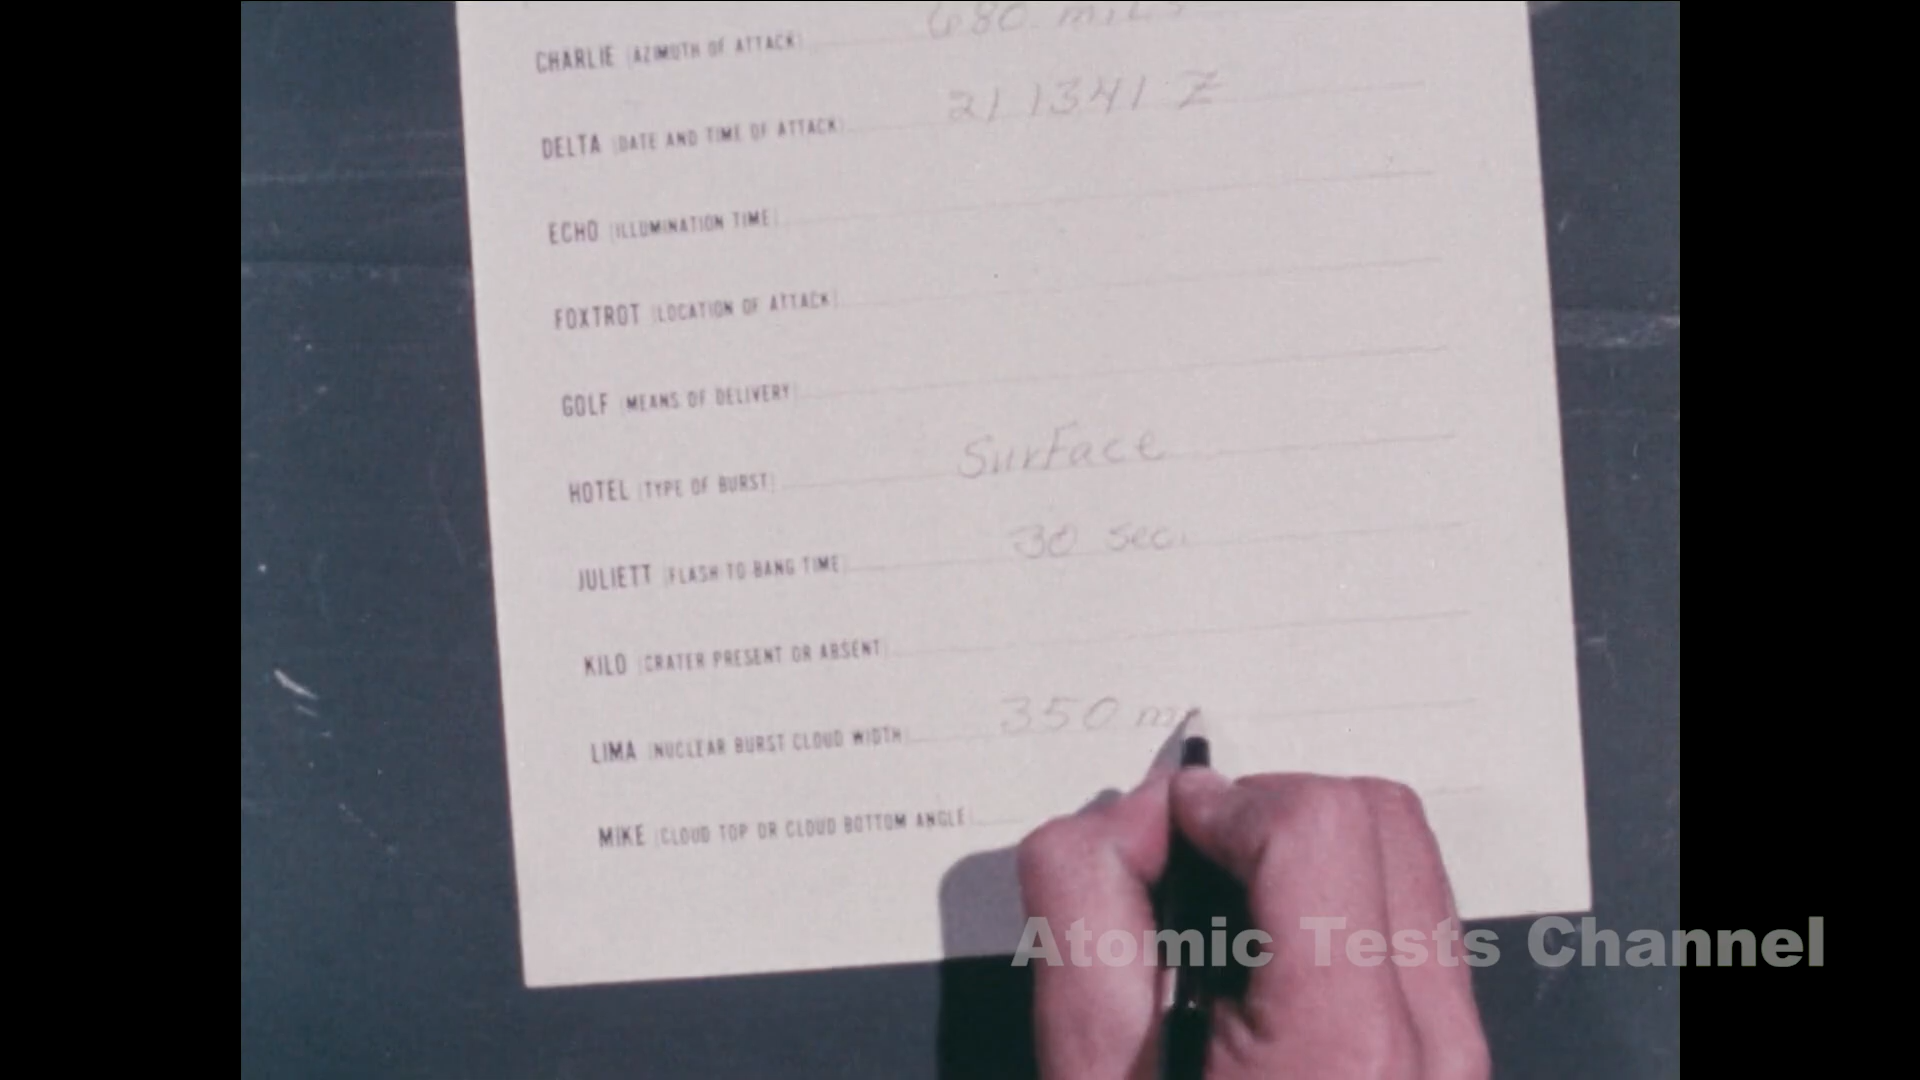 CHARLIE (AZIMUTH OF ATTACK) 680 mils
DELTA (DATE AND TIME OF ATTACK) 21 1341 Z
ECHO (ILLUMINATION TIME)
FOXTROT (LOCATION OF ATTACK)
GOLF (MEANS OF DELIVERY)
HOTEL (TYPE OF BURST) Surface
JULIETT (FLASH TO BANG TIME) 30 sec.
KILO (CRATER PRESENT OR ABSENT)
LIMA (NUCLEAR BURST CLOUD WIDTH) 350
MIKE (CLOUD TOP OR CLOUD BOTTOM ANGLE)
Atomic Tests Channel